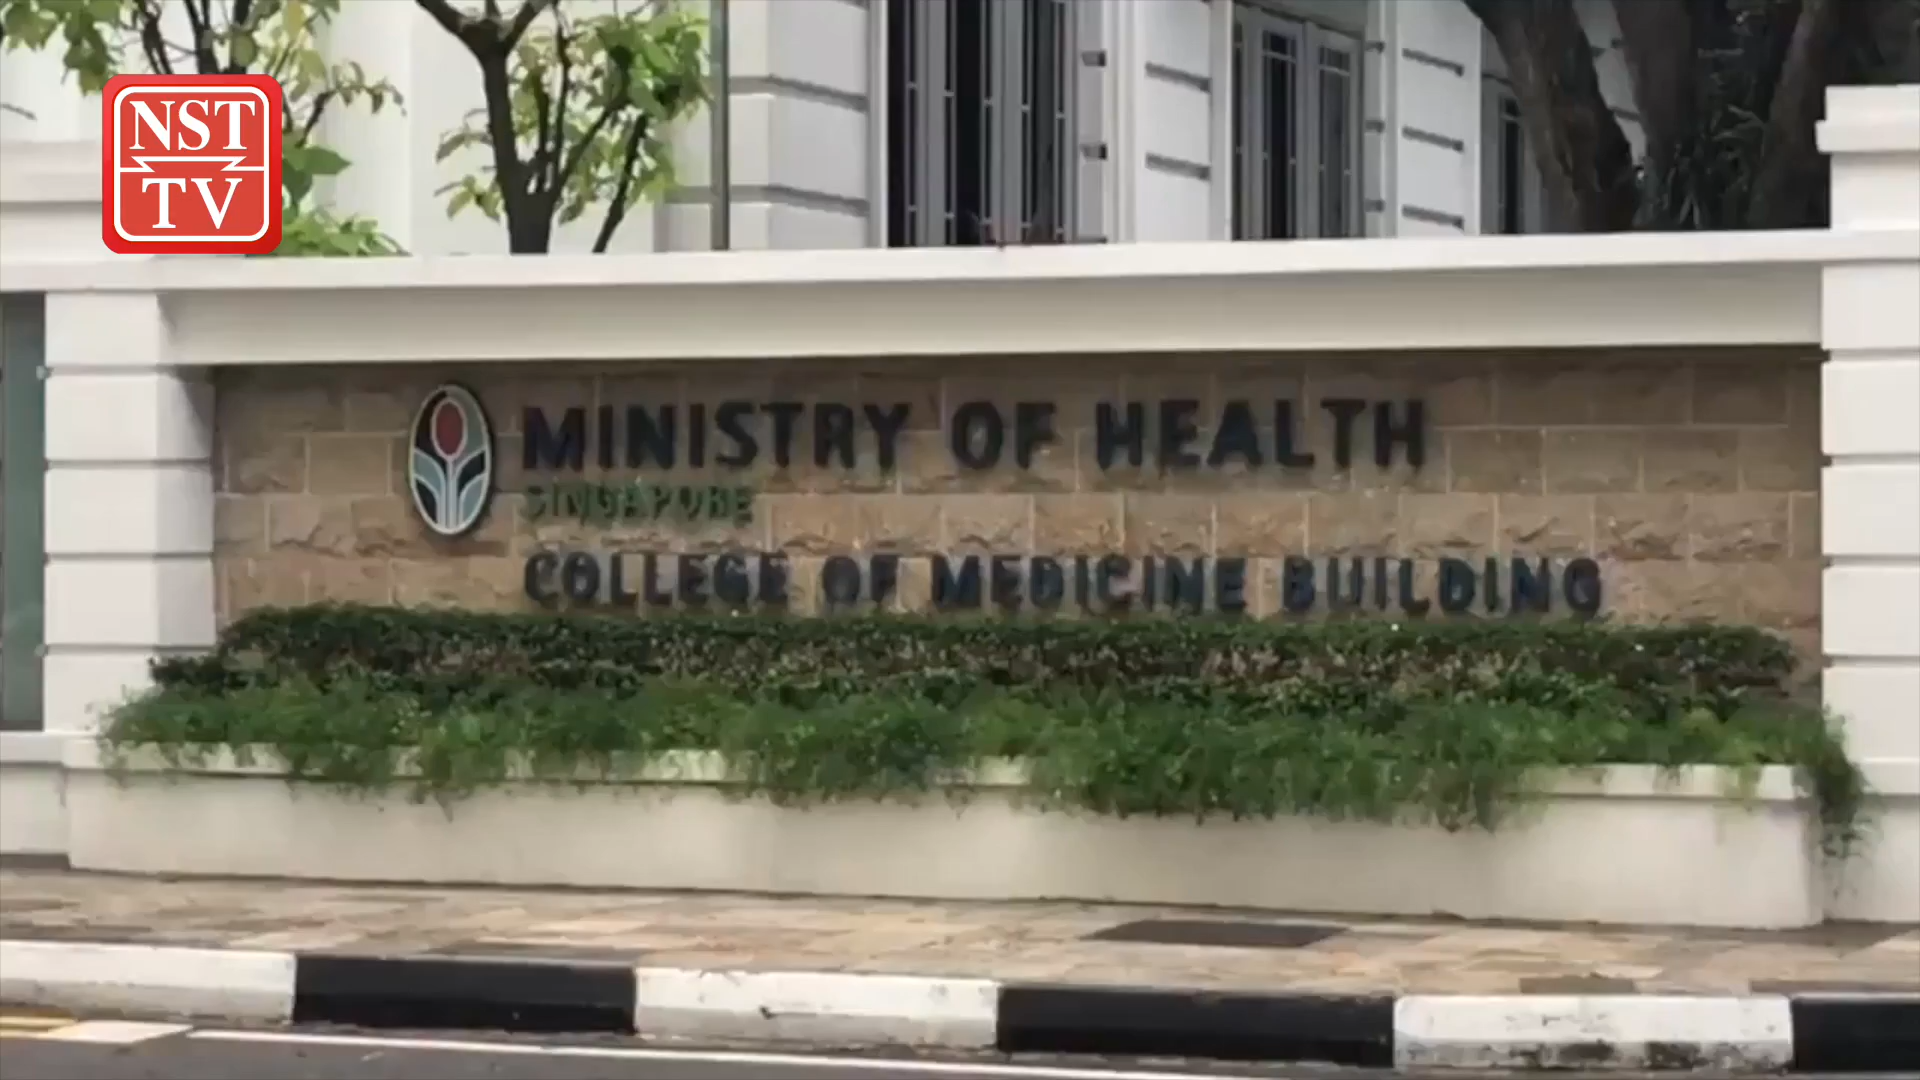 NST
TV
MINISTRY OF HEALTH
SINGAPORE
COLLEGE OF MEDICINE BUILDING